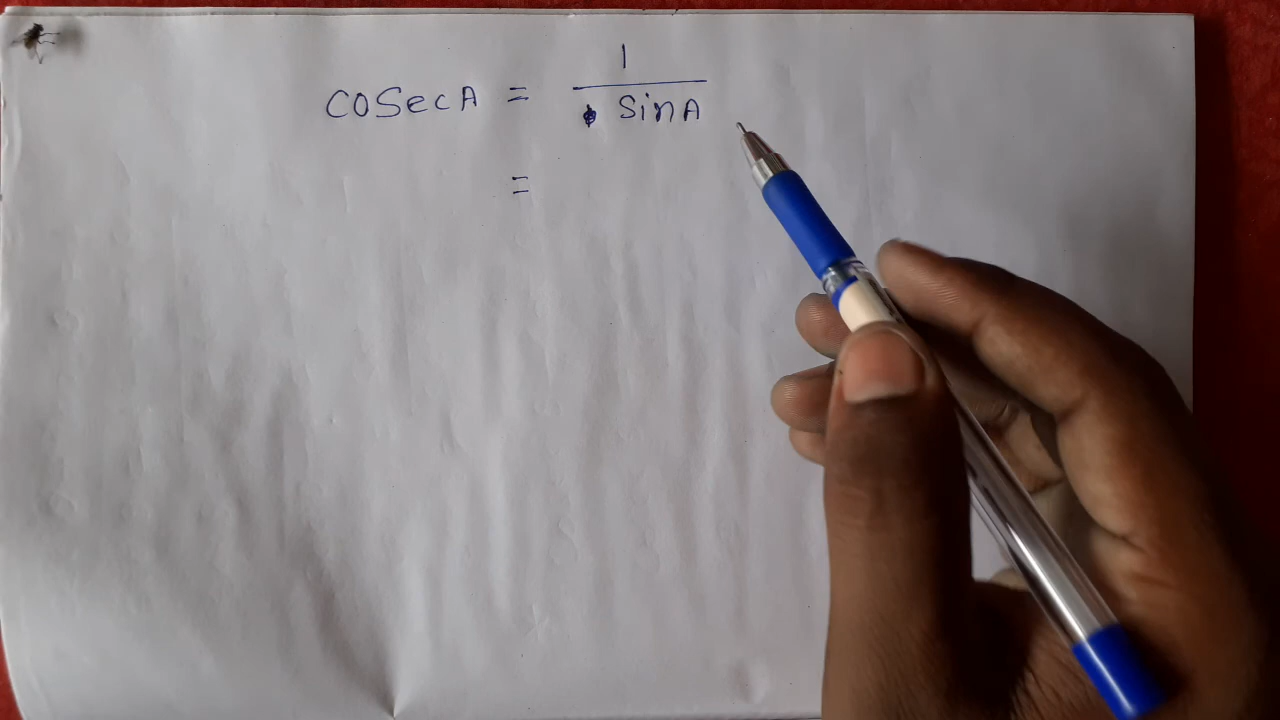 cosecA = 1 / sinA
=